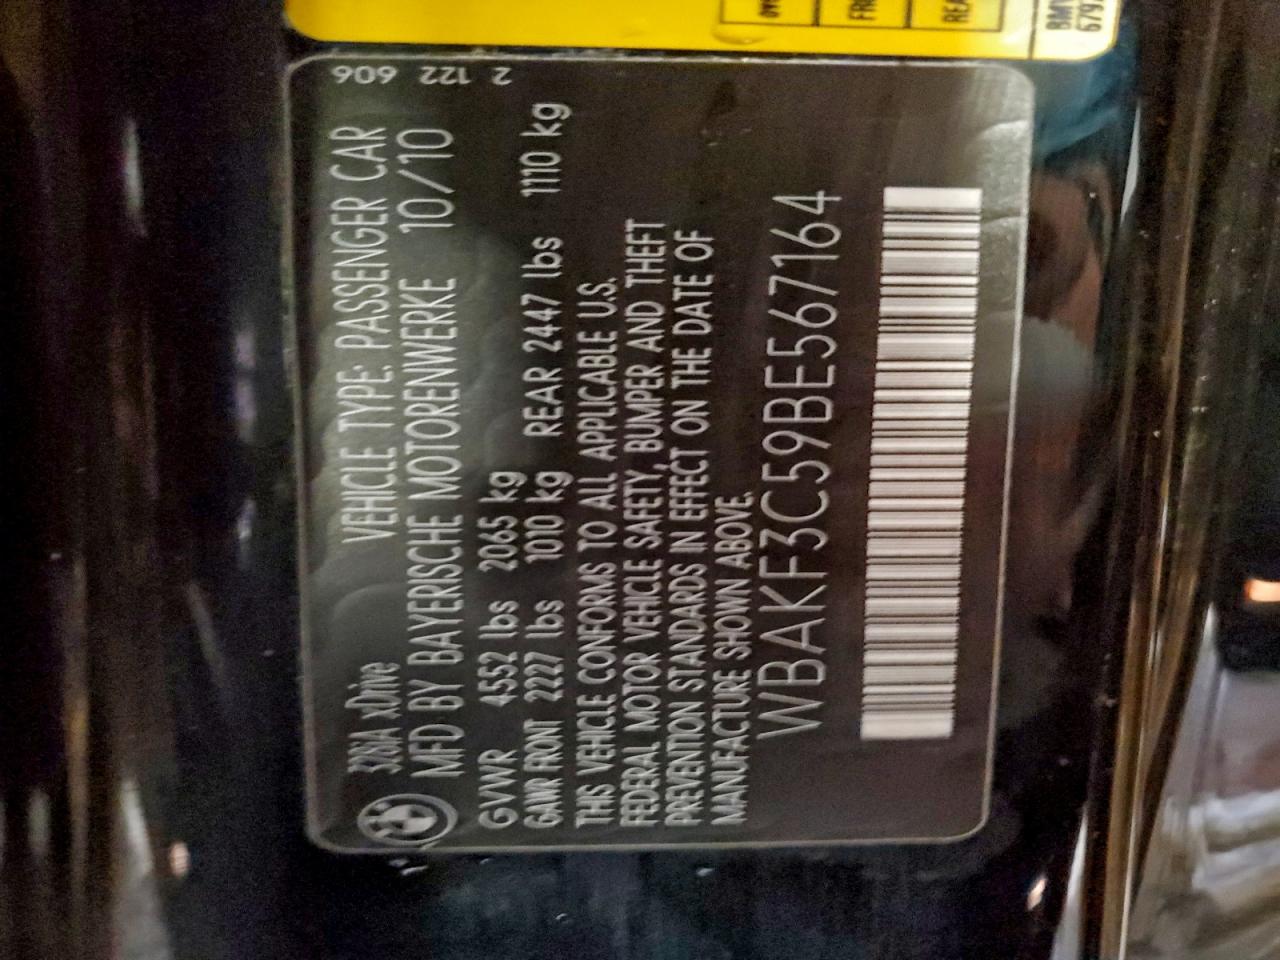 328iA xDrive VEHICLE TYPE: PASSENGER CAR
MFD BY BAYERISCHE MOTORENWERKE 10/10
GVWR 4552 lbs 2065 kg
GAWR FRONT 2227 lbs 1010 kg REAR 2447 lbs 1110 kg
THIS VEHICLE CONFORMS TO ALL APPLICABLE U.S.
FEDERAL MOTOR VEHICLE SAFETY, BUMPER AND THEFT
PREVENTION STANDARDS IN EFFECT ON THE DATE OF
MANUFACTURE SHOWN ABOVE.
WBAKF3C59BE567164
2 122 606